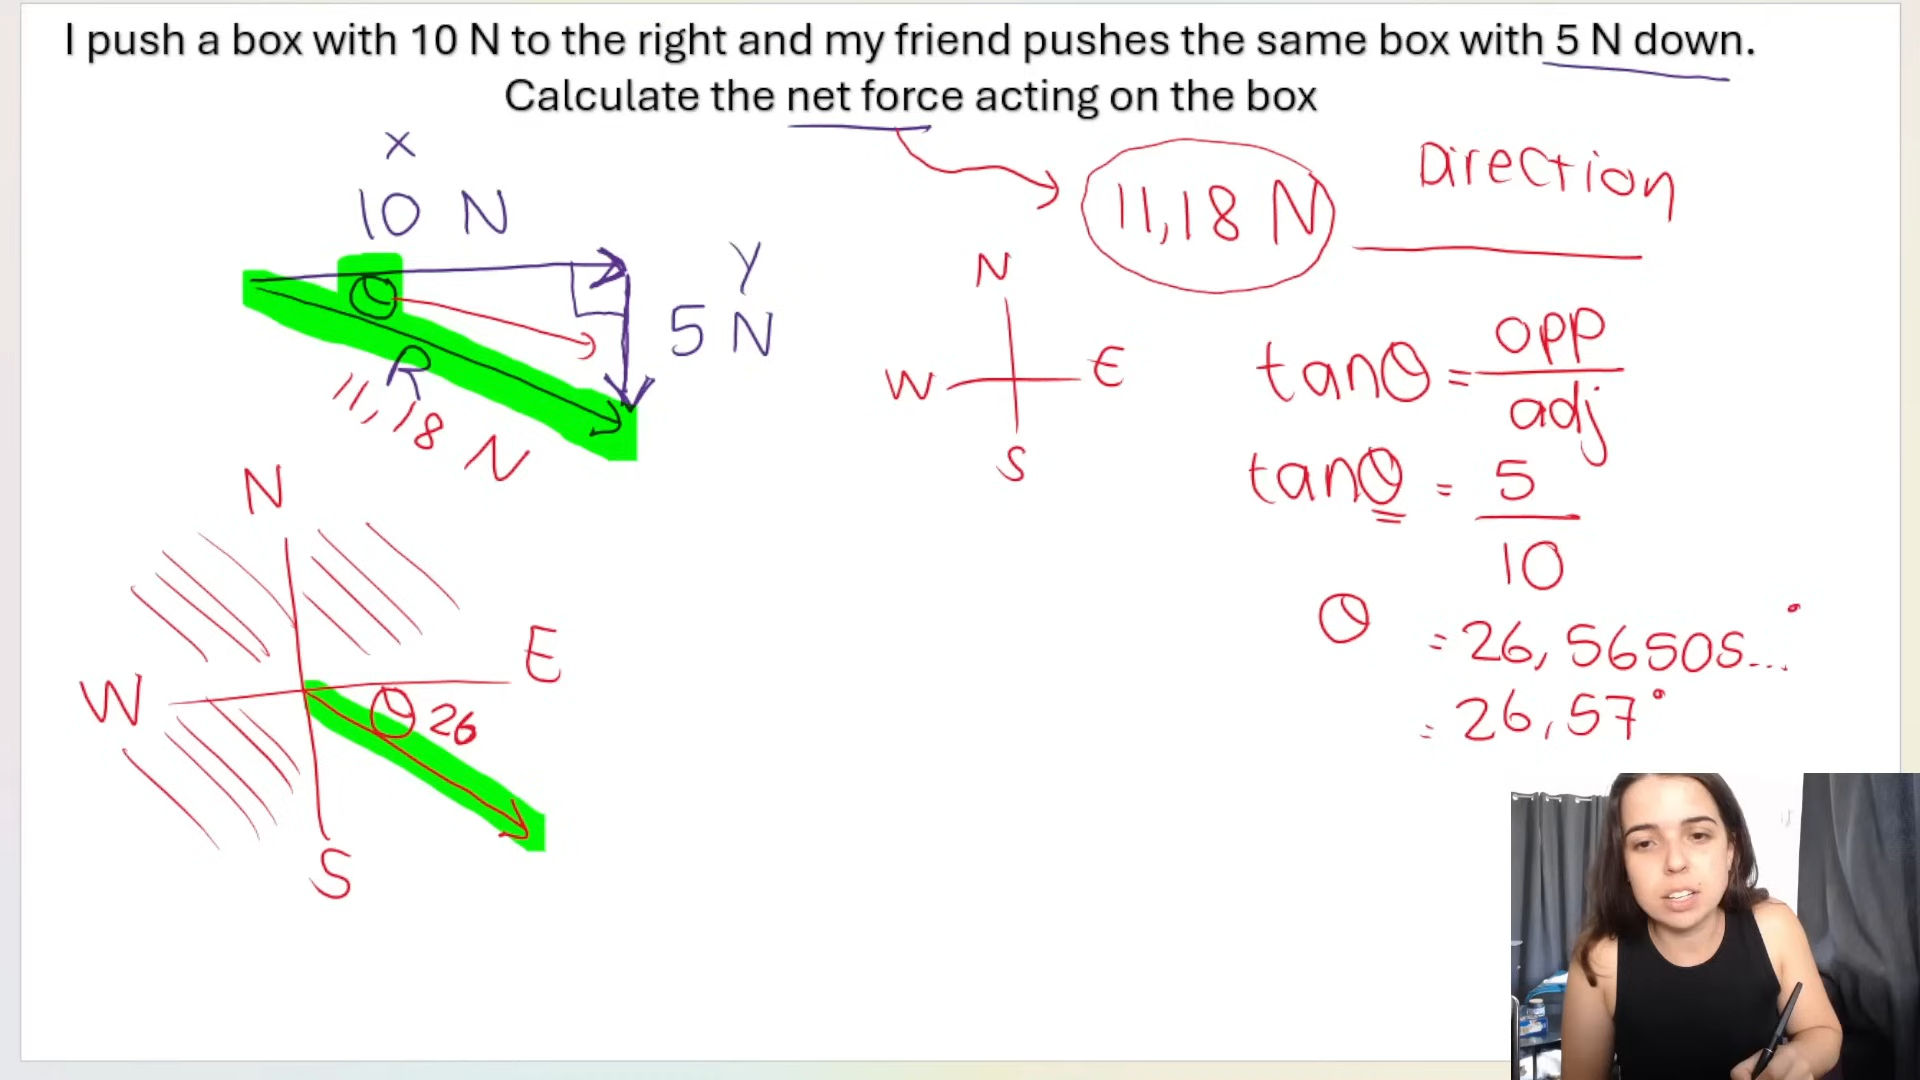 I push a box with 10 N to the right and my friend pushes the same box with 5 N down.
Calculate the net force acting on the box
x
10 N
y
5 N
R
11,18 N
θ
11,18 N
Direction
N
W E
S
tanθ = opp
adj
tanθ = 5
10
θ = 26,56505...°
= 26,57°
N
E
W
θ 26
S